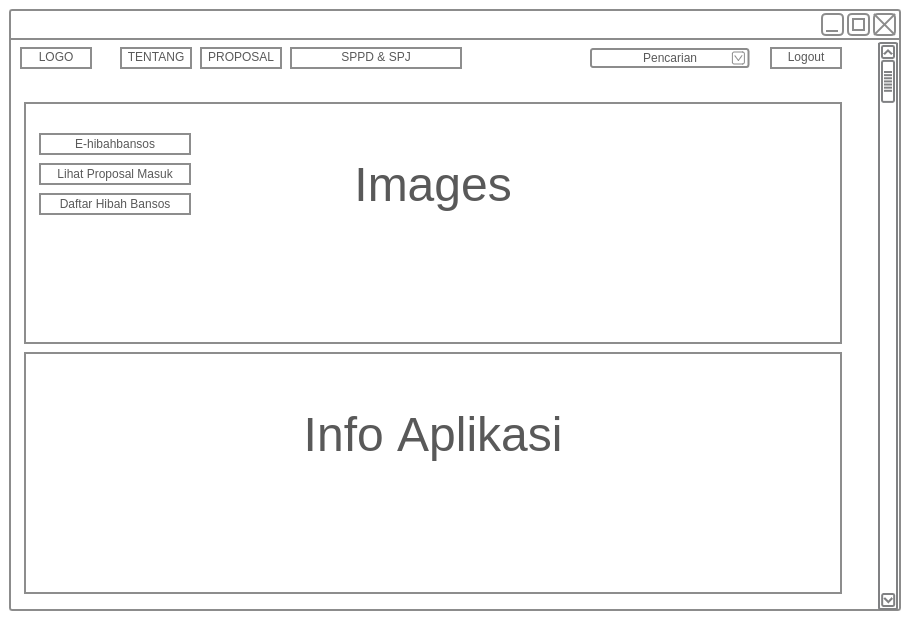 LOGO
TENTANG
PROPOSAL
SPPD & SPJ
Pencarian
Logout
E-hibahbansos
Lihat Proposal Masuk
Daftar Hibah Bansos
Images
Info Aplikasi